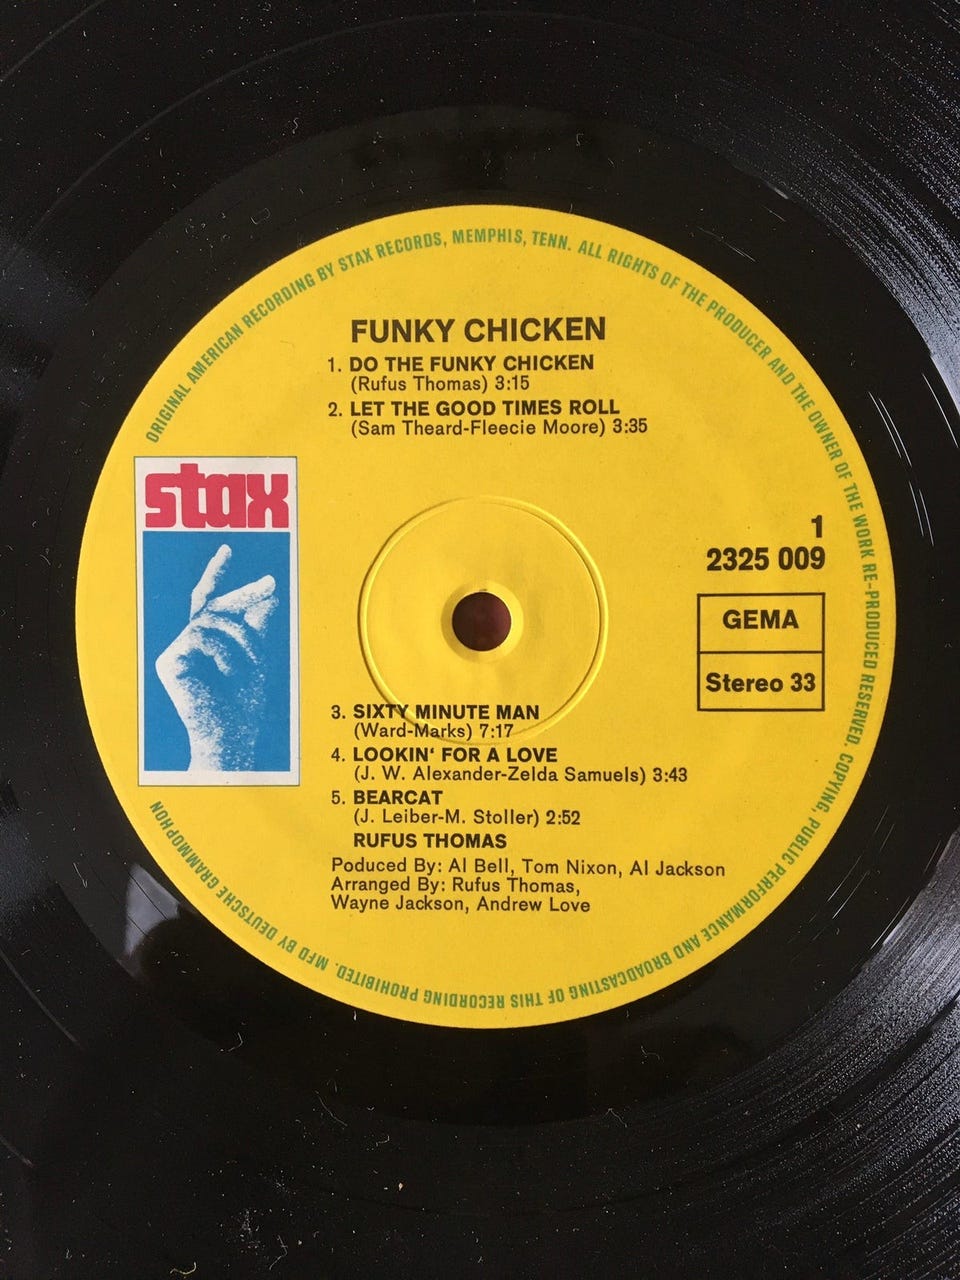 ORIGINAL AMERICAN RECORDING BY STAX RECORDS, MEMPHIS, TENN. ALL RIGHTS OF THE PRODUCER AND THE OWNER OF THE WORK RE-PRODUCED RESERVED. COPYING, PUBLIC PERFORMANCE AND BROADCASTING OF THIS RECORDING PROHIBITED. MFD BY DEUTSCHE GRAMMOPHON
FUNKY CHICKEN
1. DO THE FUNKY CHICKEN
(Rufus Thomas) 3:15
2. LET THE GOOD TIMES ROLL
(Sam Theard-Fleecie Moore) 3:35
stax
1
2325 009
GEMA
Stereo 33
3. SIXTY MINUTE MAN
(Ward-Marks) 7:17
4. LOOKIN‘ FOR A LOVE
(J. W. Alexander-Zelda Samuels) 3:43
5. BEARCAT
(J. Leiber-M. Stoller) 2:52
RUFUS THOMAS
Produced By: Al Bell, Tom Nixon, Al Jackson
Arranged By: Rufus Thomas,
Wayne Jackson, Andrew Love